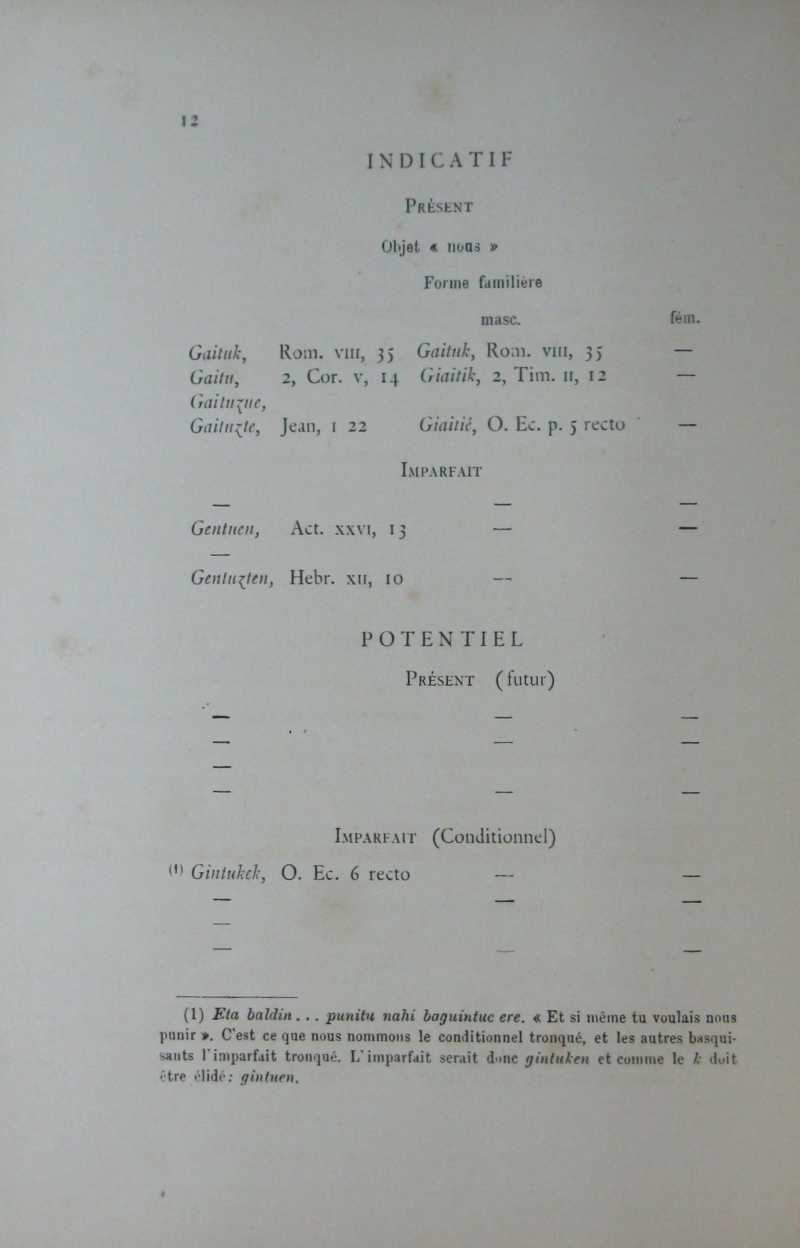 12
INDICATIF
PRÉSENT
Objet « nous »
Forme familière
masc. fém.
Gaituk, Rom. VIII, 35 Gaituk, Rom. VIII, 35 —
Gaitu, 2, Cor. V, 14 Giaitik, 2, Tim. II, 12 —
Gaituʒue,
Gaituʒte, Jean, I 22 Giaitié, O. Ec. p. 5 recto —
IMPARFAIT
— — —
Gentuen, Act. XXVI, 13 — —
—
Gentuʒten, Hebr. XII, 10 — —
POTENTIEL
PRÉSENT (futur)
— — —
— — —
—
— — —
IMPARFAIT (Conditionnel)
(1) Gintukek, O. Ec. 6 recto — —
— — —
—
— — —
(1) Eta baldin . . . punitu nahi baguintuc ere. « Et si même tu voulais nous
punir ». C'est ce que nous nommons le conditionnel tronqué, et les autres basqui-
sants l'imparfait tronqué. L'imparfait serait donc gintuken et comme le k doit
être élidé: gintuen.